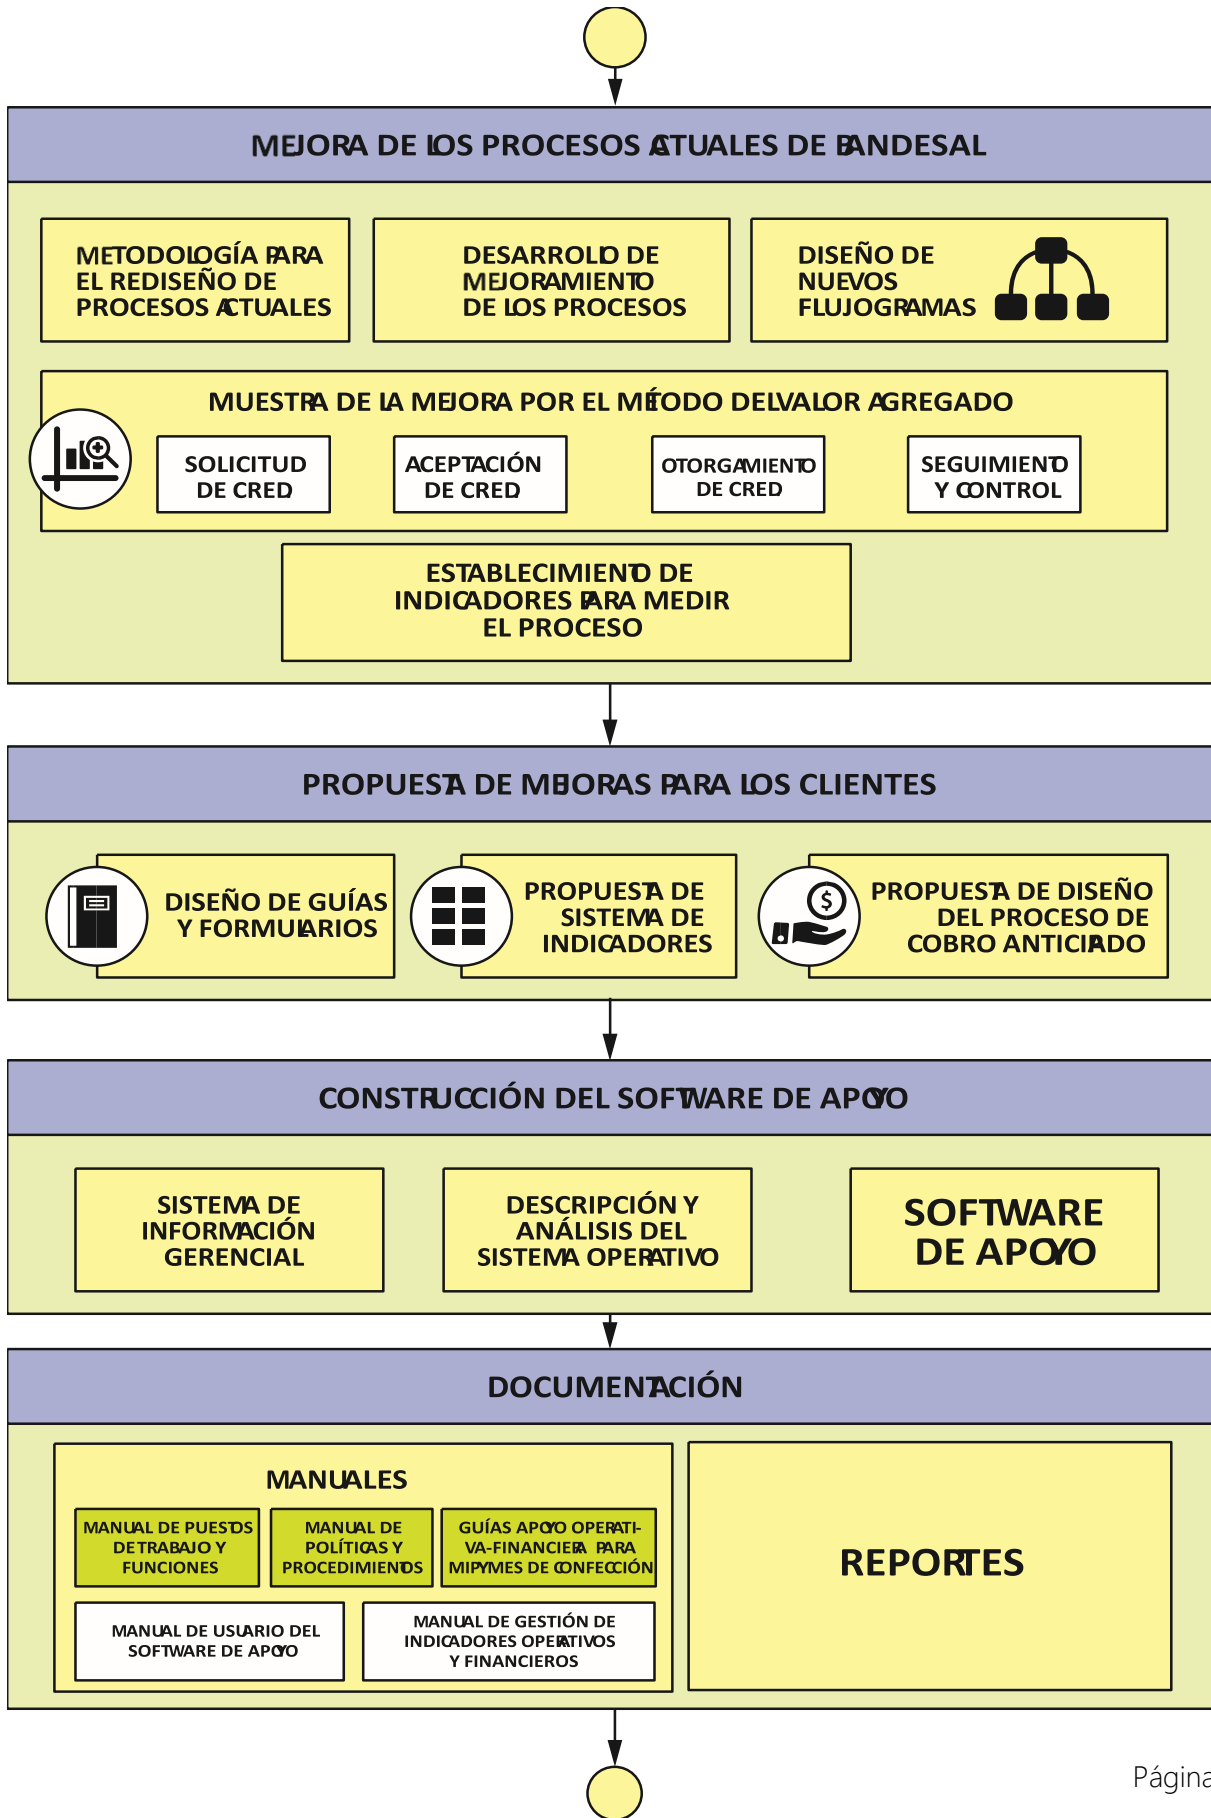 MEJORA DE LOS PROCESOS ACTUALES DE BANDESAL
METODOLOGÍA PARA
EL REDISEÑO DE
PROCESOS ACTUALES
DESARROLLO DE
MEJORAMIENTO
DE LOS PROCESOS
DISEÑO DE
NUEVOS
FLUJOGRAMAS
MUESTRA DE LA MEJORA POR EL MÉTODO DEL VALOR AGREGADO
SOLICITUD
DE CRED.
ACEPTACIÓN
DE CRED.
OTORGAMIENTO
DE CRED.
SEGUIMIENTO
Y CONTROL
ESTABLECIMIENTO DE
INDICADORES PARA MEDIR
EL PROCESO
PROPUESTA DE MEJORAS PARA LOS CLIENTES
DISEÑO DE GUÍAS
Y FORMULARIOS
PROPUESTA DE
SISTEMA DE
INDICADORES
$
PROPUESTA DE DISEÑO
DEL PROCESO DE
COBRO ANTICIPADO
CONSTRUCCIÓN DEL SOFTWARE DE APOYO
SISTEMA DE
INFORMACIÓN
GERENCIAL
DESCRIPCIÓN Y
ANÁLISIS DEL
SISTEMA OPERATIVO
SOFTWARE
DE APOYO
DOCUMENTACIÓN
MANUALES
MANUAL DE PUESTOS
DE TRABAJO Y
FUNCIONES
MANUAL DE
POLÍTICAS Y
PROCEDIMIENTOS
GUÍAS APOYO OPERATI-
VA-FINANCIERA PARA
MIPYMES DE CONFECCIÓN
MANUAL DE USUARIO DEL
SOFTWARE DE APOYO
MANUAL DE GESTIÓN DE
INDICADORES OPERATIVOS
Y FINANCIEROS
REPORTES
Página